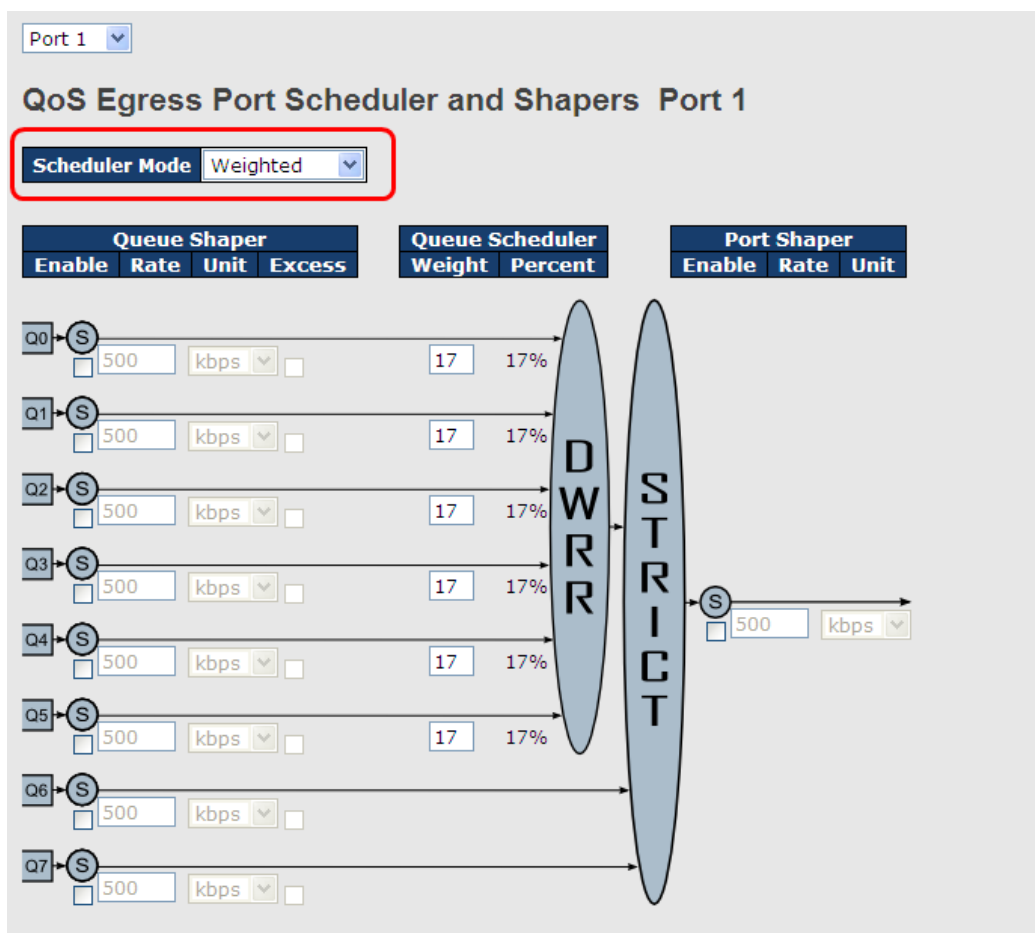 Port 1
QoS Egress Port Scheduler and Shapers Port 1
Scheduler Mode Weighted
Queue Shaper Queue Scheduler Port Shaper
Enable Rate Unit Excess Weight Percent Enable Rate Unit
Q0 S
500 kbps 17 17%
Q1 S
500 kbps 17 17%
Q2 S
500 kbps 17 17%
Q3 S
500 kbps 17 17%
Q4 S
500 kbps 17 17%
Q5 S
500 kbps 17 17%
Q6 S
500 kbps
Q7 S
500 kbps
DWRR
STRICT
S
500 kbps